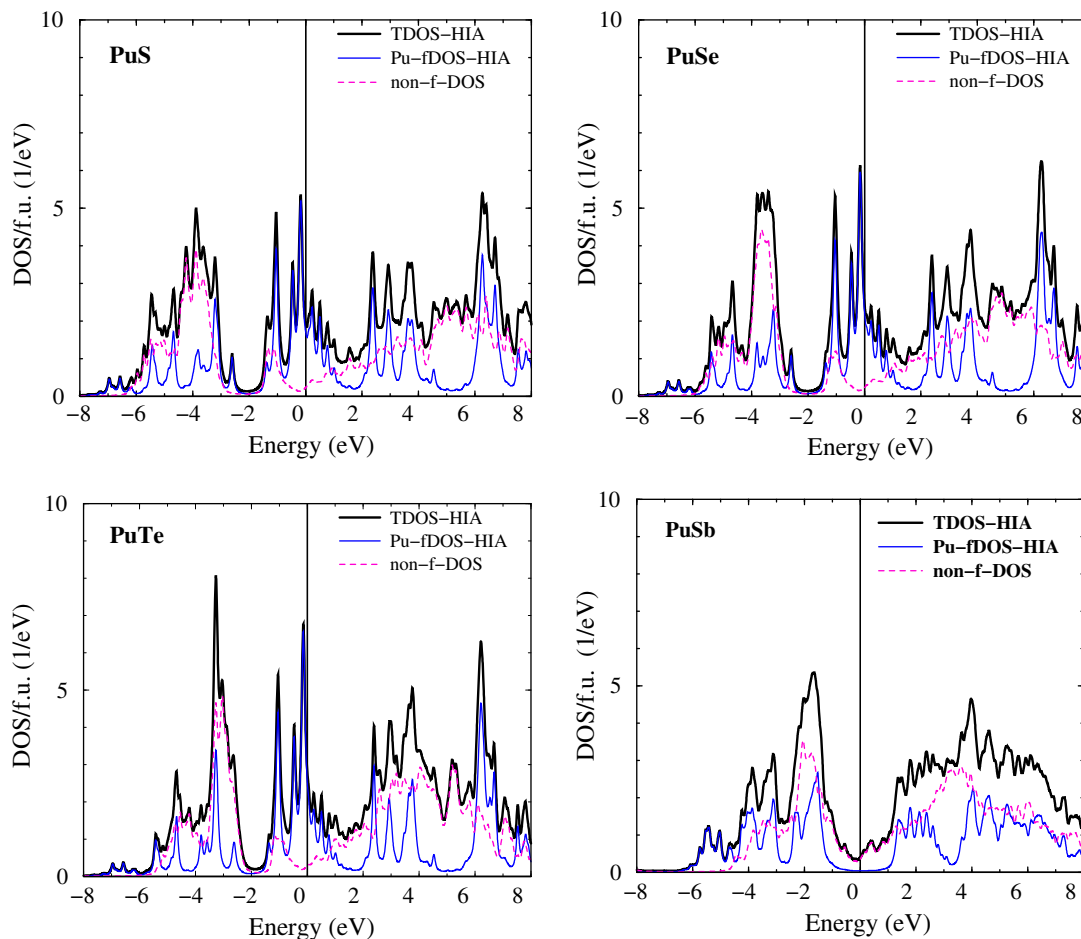 PuS
TDOS−HIA
Pu−fDOS−HIA
non−f−DOS
10
5
0
DOS/f.u. (1/eV)
−8 −6 −4 −2 0 2 4 6 8
Energy (eV)
PuSe
TDOS−HIA
Pu−fDOS−HIA
non−f−DOS
10
5
0
DOS/f.u. (1/eV)
−8 −6 −4 −2 0 2 4 6 8
Energy (eV)
PuTe
TDOS−HIA
Pu−fDOS−HIA
non−f−DOS
10
5
0
DOS/f.u. (1/eV)
−8 −6 −4 −2 0 2 4 6 8
Energy (eV)
PuSb
TDOS−HIA
Pu−fDOS−HIA
non−f−DOS
10
5
0
DOS/f.u. (1/eV)
−8 −6 −4 −2 0 2 4 6 8
Energy (eV)